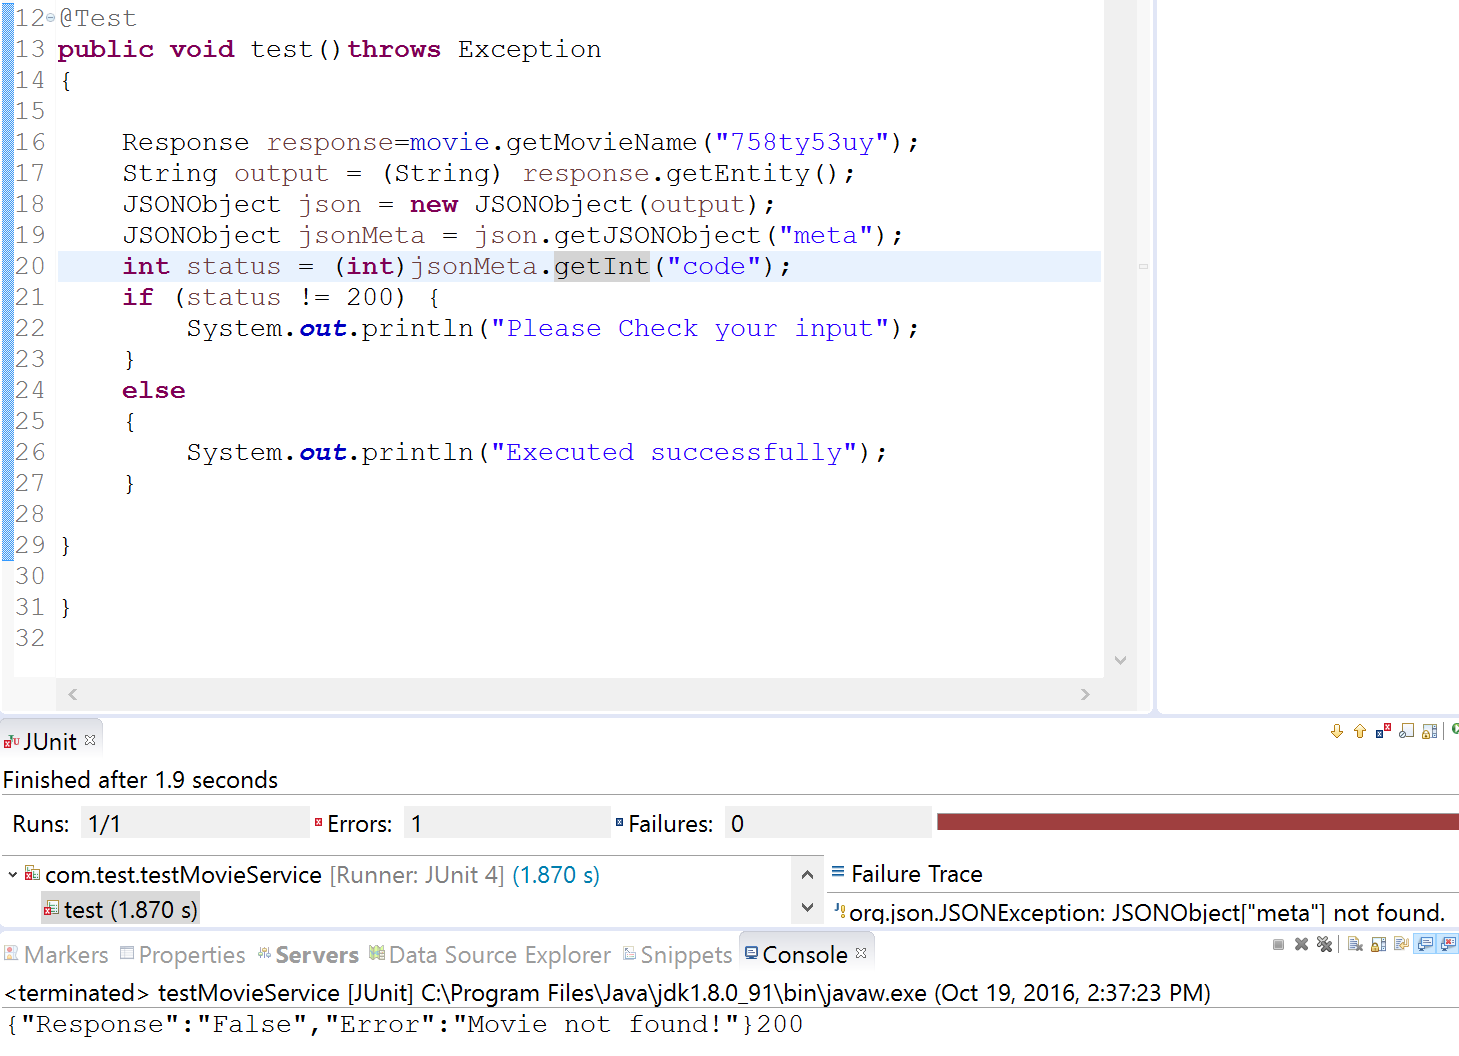 12 @Test
13 public void test()throws Exception
14 {
15
16     Response response=movie.getMovieName("758ty53uy");
17     String output = (String) response.getEntity();
18     JSONObject json = new JSONObject(output);
19     JSONObject jsonMeta = json.getJSONObject("meta");
20     int status = (int)jsonMeta.getInt("code");
21     if (status != 200) {
22         System.out.println("Please Check your input");
23     }
24     else
25     {
26         System.out.println("Executed successfully");
27     }
28
29 }
30
31 }
32
JUnit
Finished after 1.9 seconds
Runs: 1/1 Errors: 1 Failures: 0
com.test.testMovieService [Runner: JUnit 4] (1.870 s)
test (1.870 s)
Failure Trace
org.json.JSONException: JSONObject["meta"] not found.
Markers Properties Servers Data Source Explorer Snippets Console
<terminated> testMovieService [JUnit] C:\Program Files\Java\jdk1.8.0_91\bin\javaw.exe (Oct 19, 2016, 2:37:23 PM)
{"Response":"False","Error":"Movie not found!"}200